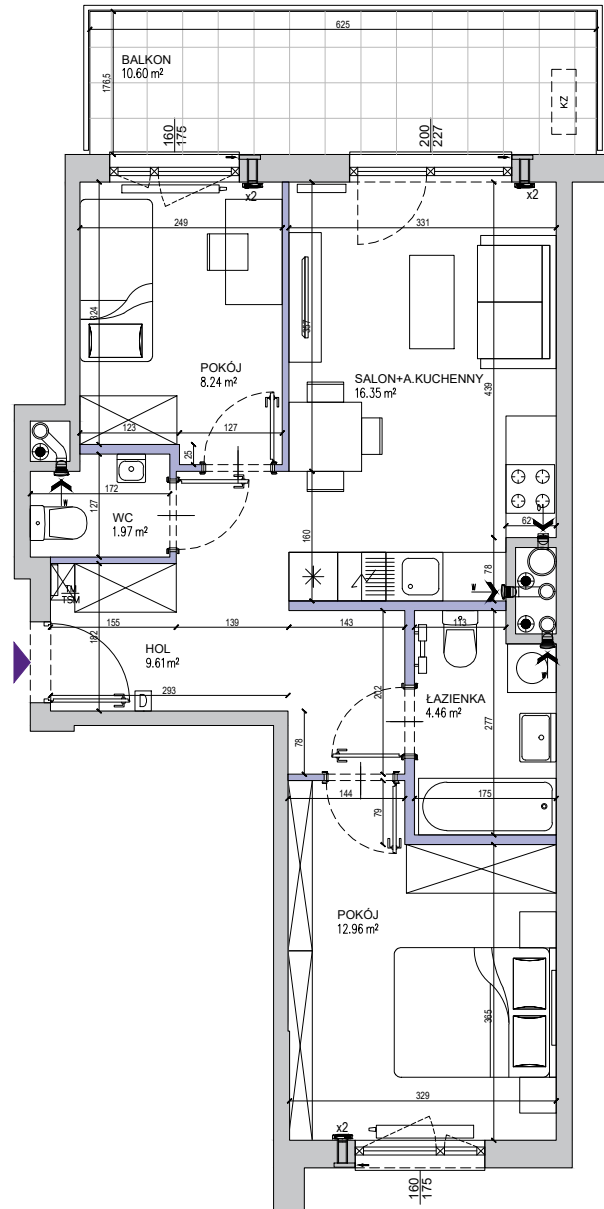 625
BALKON
10.60 m²
176.5
KZ
160
175
200
227
x2
x2
249
331
324
357
439
POKÓJ
8.24 m²
SALON+A.KUCHENNY
16.35 m²
123
127
25
172
127
WC
1.97 m²
W
160
62
78
W
W
TSM
155
139
143
113
182
HOL
9.61 m²
293
D
202
ŁAZIENKA
4.46 m²
277
78
144
79
175
POKÓJ
12.96 m²
365
329
x2
160
175